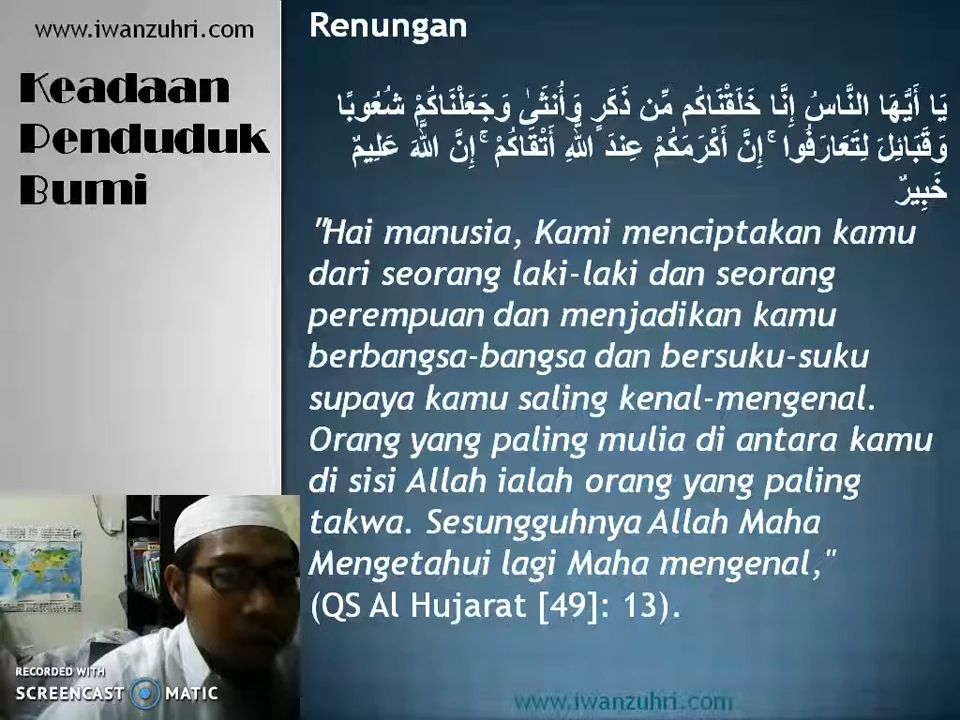 www.iwanzuhri.com
Keadaan
Penduduk
Bumi
Renungan
يَا أَيُّهَا النَّاسُ إِنَّا خَلَقْنَاكُم مِّن ذَكَرٍ وَأُنثَىٰ وَجَعَلْنَاكُمْ شُعُوبًا
وَقَبَائِلَ لِتَعَارَفُوا ۚ إِنَّ أَكْرَمَكُمْ عِندَ اللَّهِ أَتْقَاكُمْ ۚ إِنَّ اللَّهَ عَلِيمٌ
خَبِيرٌ
"Hai manusia, Kami menciptakan kamu
dari seorang laki-laki dan seorang
perempuan dan menjadikan kamu
berbangsa-bangsa dan bersuku-suku
supaya kamu saling kenal-mengenal.
Orang yang paling mulia di antara kamu
di sisi Allah ialah orang yang paling
takwa. Sesungguhnya Allah Maha
Mengetahui lagi Maha mengenal,"
(QS Al Hujarat [49]: 13).
RECORDED WITH
SCREENCAST MATIC
www.iwanzuhri.com